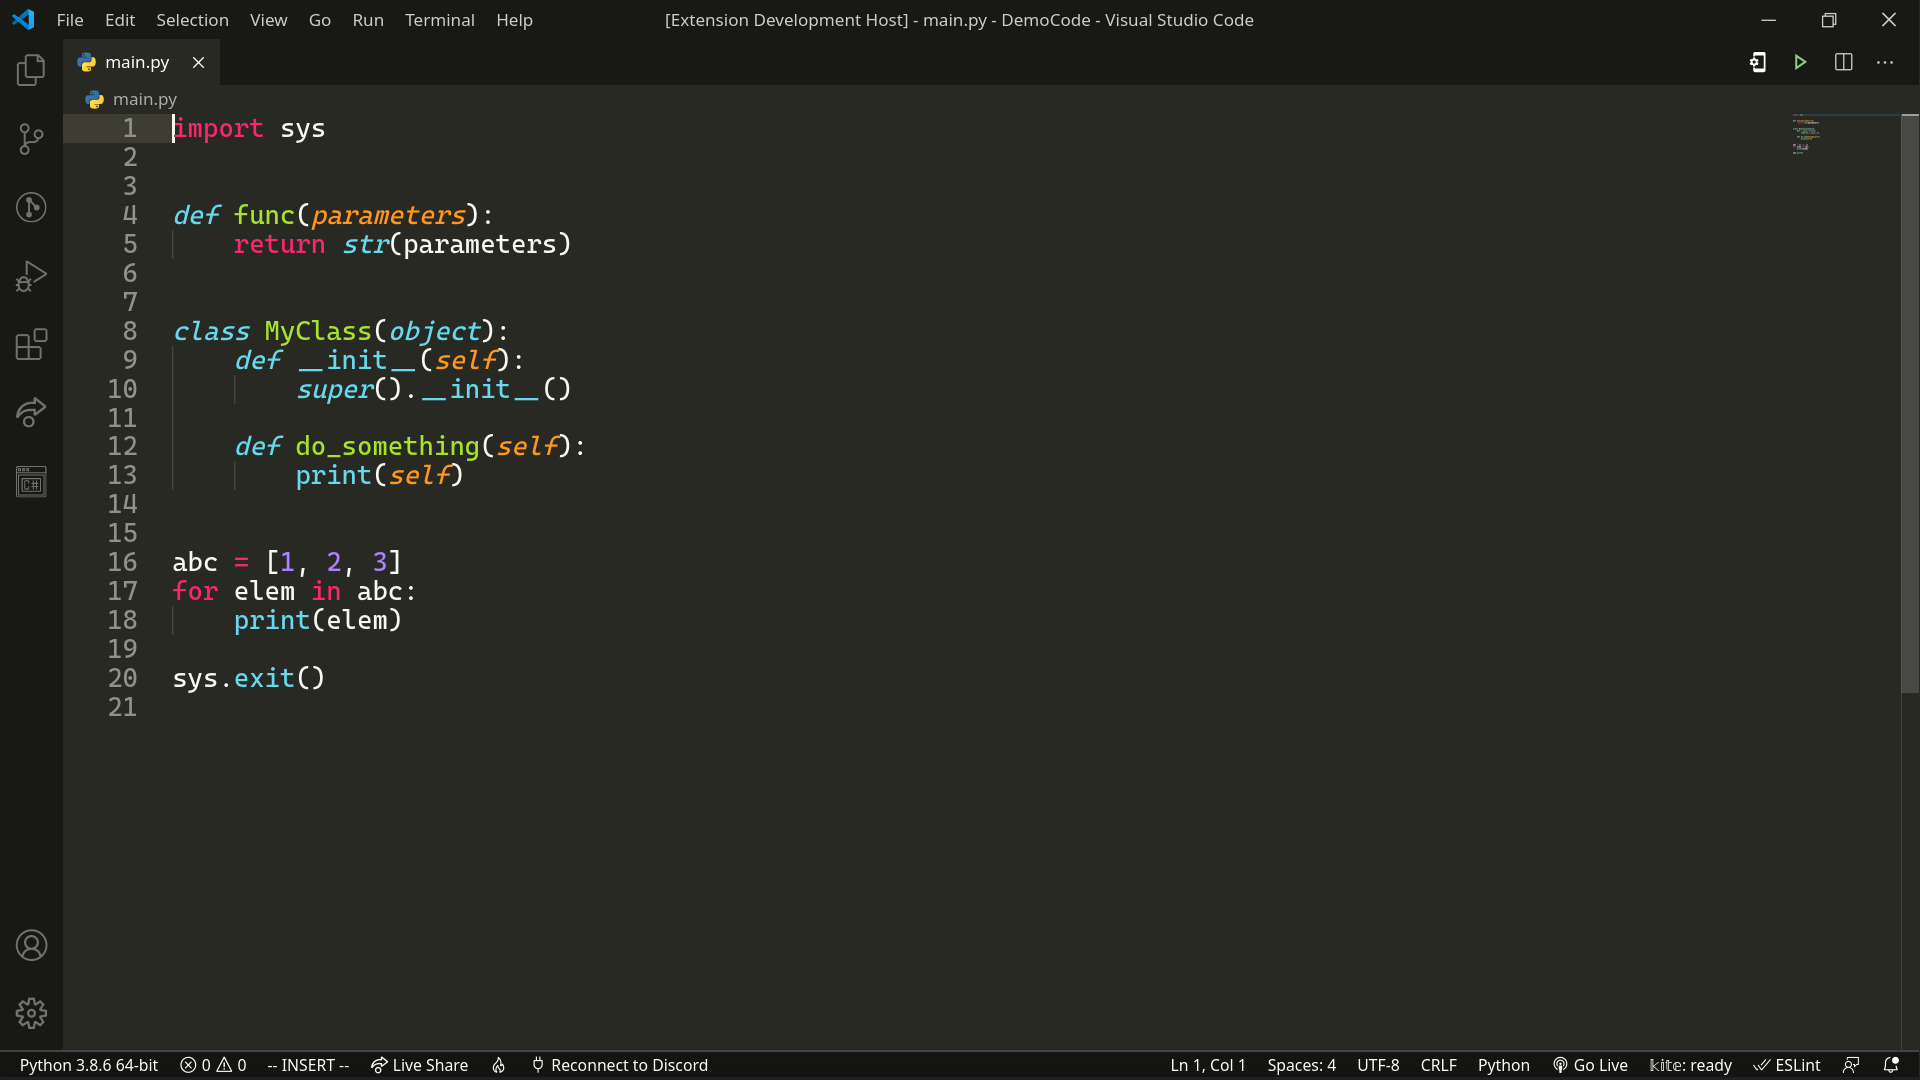 File Edit Selection View Go Run Terminal Help [Extension Development Host] - main.py - DemoCode - Visual Studio Code
main.py
main.py
1 import sys
2
3
4 def func(parameters):
5     return str(parameters)
6
7
8 class MyClass(object):
9     def __init__(self):
10         super().__init__()
11
12     def do_something(self):
13         print(self)
14
15
16 abc = [1, 2, 3]
17 for elem in abc:
18     print(elem)
19
20 sys.exit()
21
C#
Python 3.8.6 64-bit 0 0 -- INSERT -- Live Share Reconnect to Discord Ln 1, Col 1 Spaces: 4 UTF-8 CRLF Python Go Live kite: ready ESLint